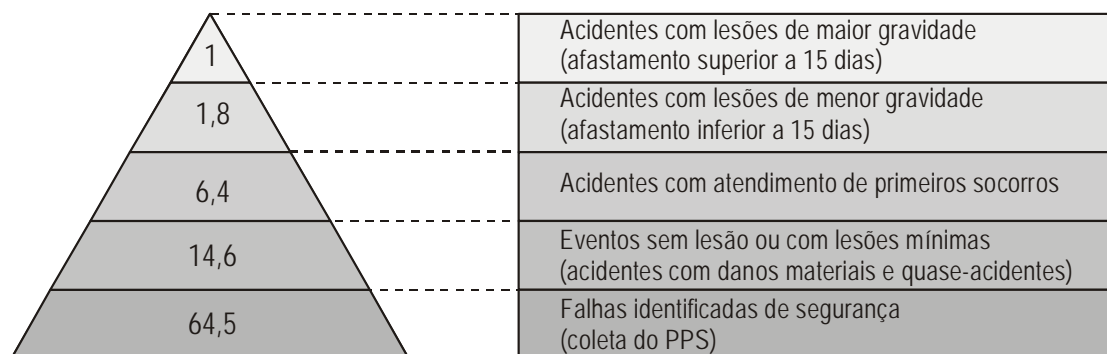 1
Acidentes com lesões de maior gravidade
(afastamento superior a 15 dias)
1,8
Acidentes com lesões de menor gravidade
(afastamento inferior a 15 dias)
6,4
Acidentes com atendimento de primeiros socorros
14,6
Eventos sem lesão ou com lesões mínimas
(acidentes com danos materiais e quase-acidentes)
64,5
Falhas identificadas de segurança
(coleta do PPS)